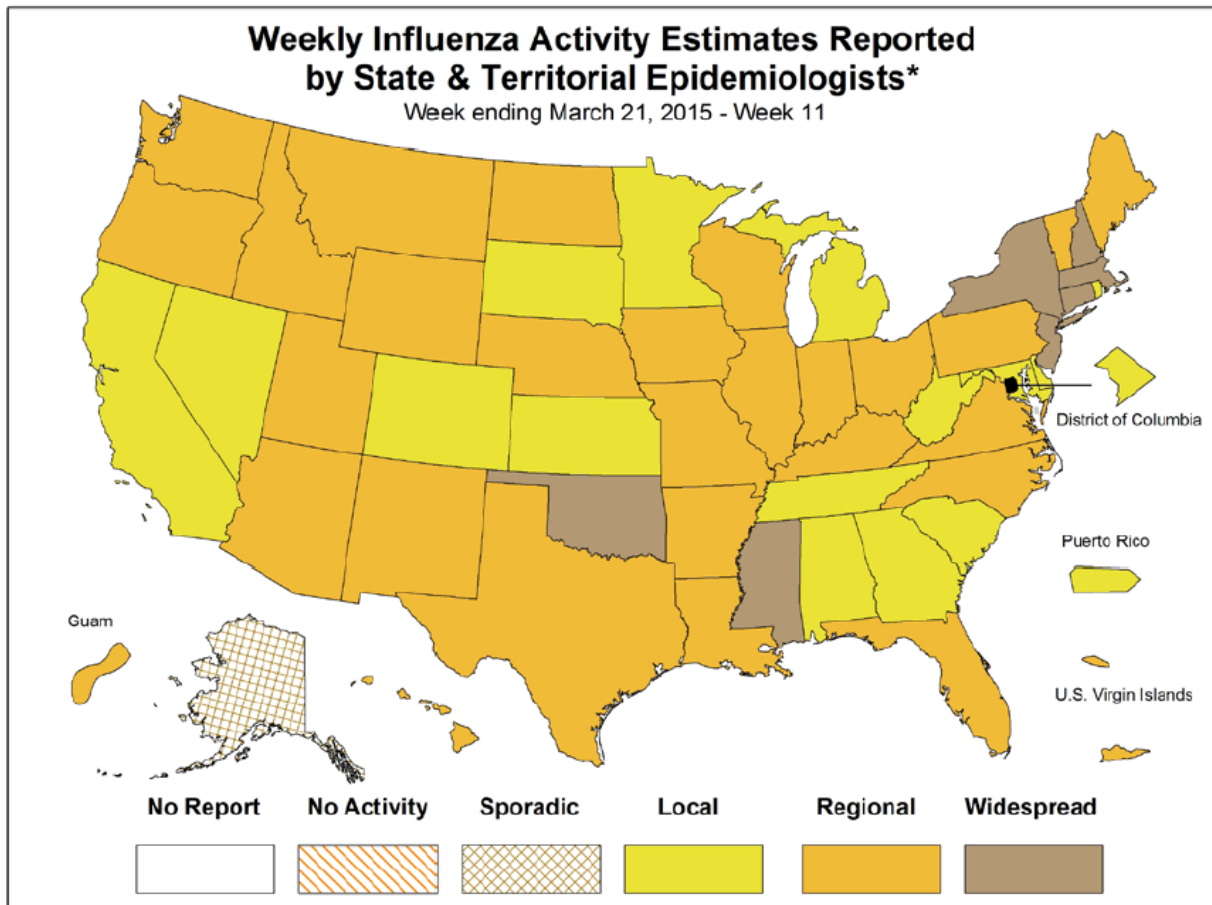 Weekly Influenza Activity Estimates Reported
by State & Territorial Epidemiologists*
Week ending March 21, 2015 - Week 11
District of Columbia
Puerto Rico
Guam
U.S. Virgin Islands
No Report No Activity Sporadic Local Regional Widespread